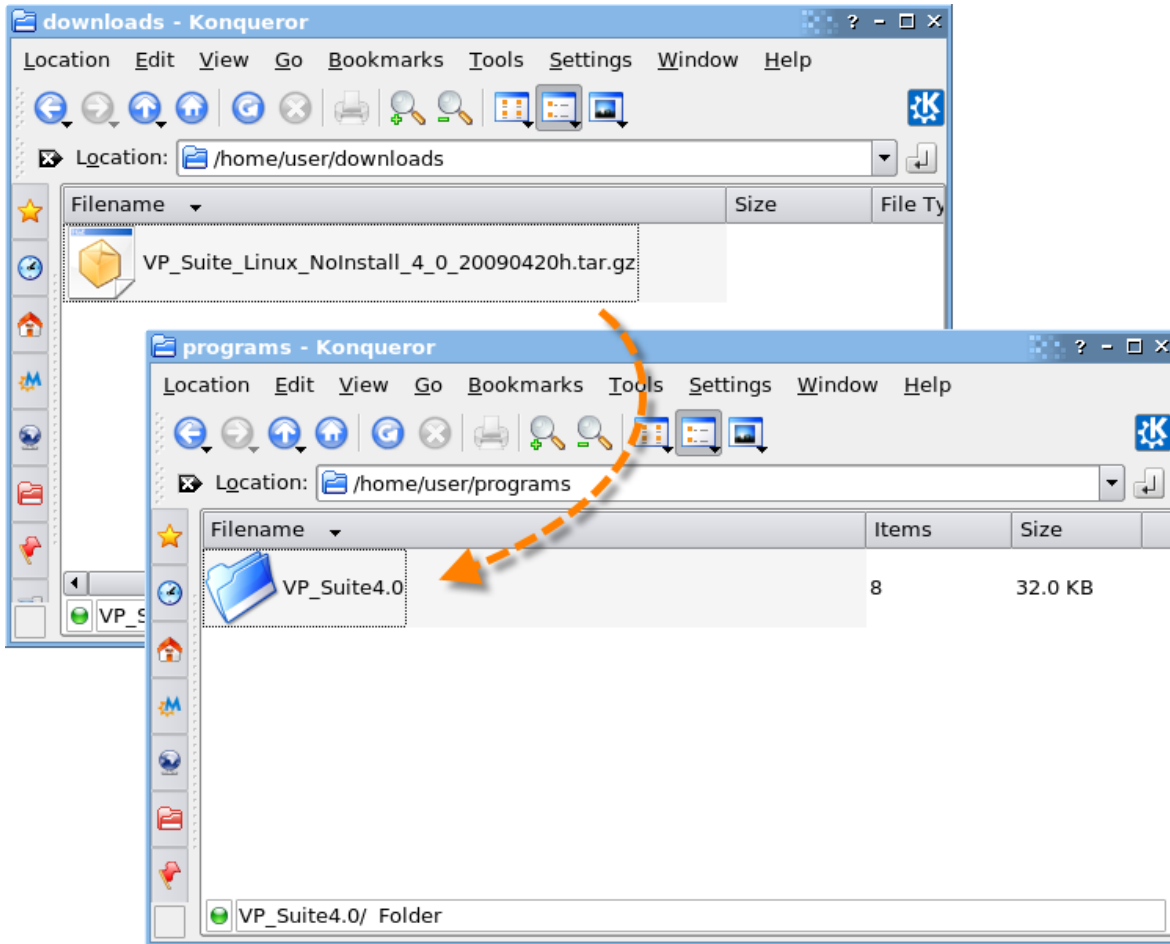 downloads - Konqueror
Location Edit View Go Bookmarks Tools Settings Window Help
Location: /home/user/downloads
Filename Size File Ty
VP_Suite_Linux_NoInstall_4_0_20090420h.tar.gz
VP_S
programs - Konqueror
Location Edit View Go Bookmarks Tools Settings Window Help
Location: /home/user/programs
Filename Items Size
VP_Suite4.0 8 32.0 KB
VP_Suite4.0/ Folder